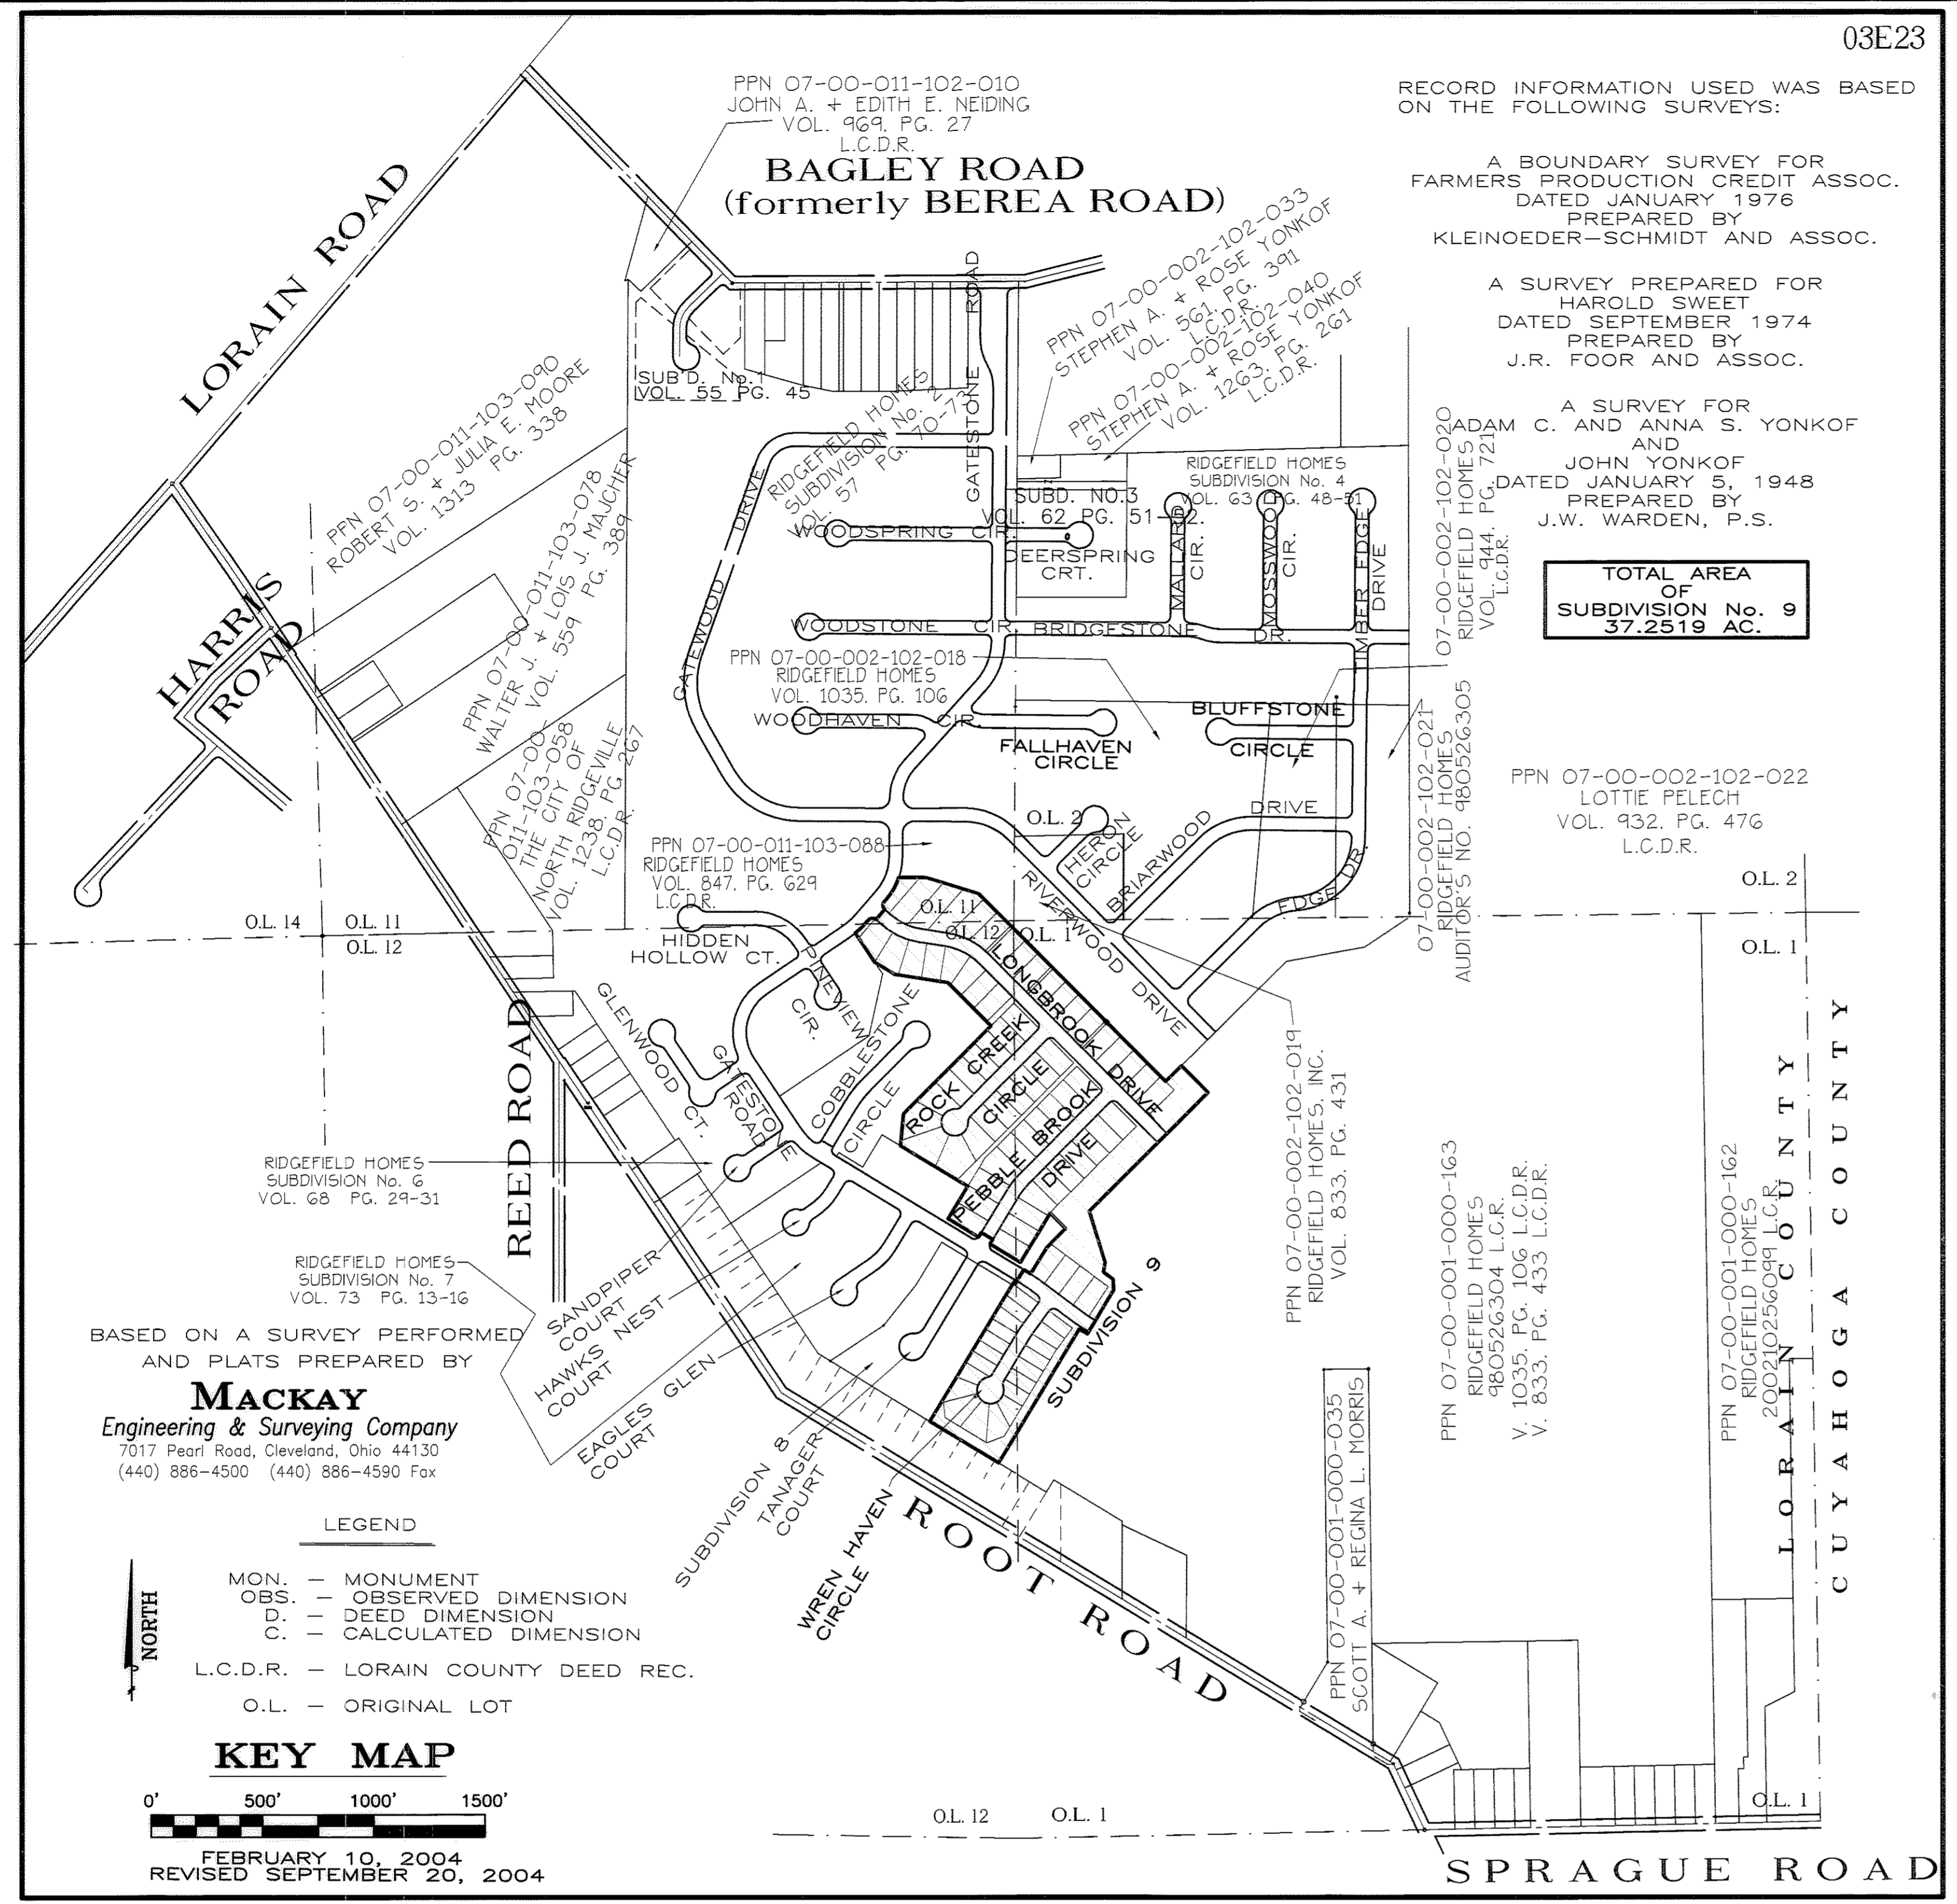 03E23
RECORD INFORMATION USED WAS BASED
ON THE FOLLOWING SURVEYS:
A BOUNDARY SURVEY FOR
FARMERS PRODUCTION CREDIT ASSOC.
DATED JANUARY 1976
PREPARED BY
KLEINOEDER-SCHMIDT AND ASSOC.
A SURVEY PREPARED FOR
HAROLD SWEET
DATED SEPTEMBER 1974
PREPARED BY
J.R. FOOR AND ASSOC.
A SURVEY FOR
ADAM C. AND ANNA S. YONKOF
AND
JOHN YONKOF
DATED JANUARY 5, 1948
PREPARED BY
J.W. WARDEN, P.S.
TOTAL AREA
OF
SUBDIVISION No. 9
37.2519 AC.
PPN 07-00-011-102-010
JOHN A. + EDITH E. NEIDING
VOL. 969, PG. 27
L.C.D.R.
BAGLEY ROAD
(formerly BEREA ROAD)
LORAIN ROAD
PPN 07-00-002-102-033
STEPHEN A. + ROSE YONKOF
VOL. 561, PG. 391
L.C.D.R.
PPN 07-00-002-102-040
STEPHEN A. + ROSE YONKOF
VOL. 1263, PG. 261
L.C.D.R.
PPN 07-00-011-103-090
ROBERT S. + JULIA E. MOORE
VOL. 1313 PG. 338
SUB'D. No.1
VOL. 55 PG. 45
RIDGEFIELD HOMES
SUBDIVISION No. 2
VOL. 57 PG. 70-73
GATESTONE ROAD
RIDGEFIELD HOMES
SUBDIVISION No. 4
VOL. 63 PG. 48-51
SUBD. NO.3
VOL. 62 PG. 51-52.
07-00-002-102-020
RIDGEFIELD HOMES
VOL. 944, PG. 721
L.C.D.R.
PPN 07-00-011-103-078
WALTER J. + LOIS J. MAJCHER
VOL. 559 PG. 389
GATEWOOD DRIVE
WOODSPRING CIR.
DEERSPRING
CRT.
MALLARD
CIR.
MOSSWOOD
CIR.
TIMBER EDGE
DRIVE
HARRIS
ROAD
WOODSTONE CIR.
BRIDGESTONE DR.
PPN 07-00-002-102-018
RIDGEFIELD HOMES
VOL. 1035, PG. 106
WOODHAVEN CIR.
FALLHAVEN
CIRCLE
BLUFFSTONE
CIRCLE
07-00-002-102-021
RIDGEFIELD HOMES
AUDITOR'S NO. 980526305
PPN 07-00-
011-103-058
THE CITY OF
NORTH RIDGEVILLE
VOL. 1238, PG 267
L.C.D.R.
PPN 07-00-002-102-022
LOTTIE PELECH
VOL. 932, PG. 476
L.C.D.R.
PPN 07-00-011-103-088
RIDGEFIELD HOMES
VOL. 847, PG. 629
L.C.D.R.
O.L. 2
HERON
CIRCLE
BRIARWOOD DRIVE
EDGE DR.
RIVERWOOD DRIVE
O.L. 2
O.L. 1
O.L. 14
O.L. 11
O.L. 12
O.L. 11
O.L. 12
O.L. 1
HIDDEN
HOLLOW CT.
PINEVIEW
CIR.
LONGBROOK DRIVE
COBBLESTONE
CIRCLE
GLENWOOD CT.
GATESTONE
ROAD
ROCK CREEK
CIRCLE
PEBBLE BROOK
DRIVE
REED ROAD
RIDGEFIELD HOMES
SUBDIVISION No. 6
VOL. 68 PG. 29-31
RIDGEFIELD HOMES
SUBDIVISION No. 7
VOL. 73 PG. 13-16
SANDPIPER
COURT
HAWKS NEST
COURT
EAGLES GLEN
COURT
SUBDIVISION 8
TANAGER
COURT
WREN HAVEN
CIRCLE
SUBDIVISION 9
PPN 07-00-002-102-019
RIDGEFIELD HOMES, INC.
VOL. 833, PG. 431
PPN 07-00-001-000-163
RIDGEFIELD HOMES
980526304 L.C.R.
V. 1035, PG. 106 L.C.D.R.
V. 833, PG. 433 L.C.D.R.
PPN 07-00-001-000-162
RIDGEFIELD HOMES
20021025609 L.C.R.
LORAIN COUNTY
CUYAHOGA COUNTY
PPN 07-00-001-000-035
SCOTT A. + REGINA L. MORRIS
ROOT ROAD
BASED ON A SURVEY PERFORMED
AND PLATS PREPARED BY
MACKAY
Engineering & Surveying Company
7017 Pearl Road, Cleveland, Ohio 44130
(440) 886-4500 (440) 886-4590 Fax
LEGEND
MON. - MONUMENT
OBS. - OBSERVED DIMENSION
D. - DEED DIMENSION
C. - CALCULATED DIMENSION
L.C.D.R. - LORAIN COUNTY DEED REC.
O.L. - ORIGINAL LOT
NORTH
KEY MAP
0' 500' 1000' 1500'
FEBRUARY 10, 2004
REVISED SEPTEMBER 20, 2004
O.L. 12
O.L. 1
O.L. 1
SPRAGUE ROAD